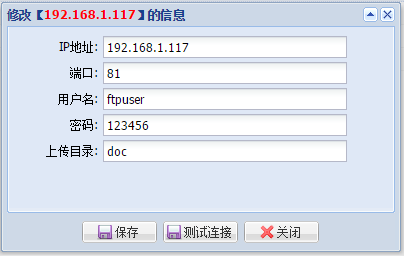 修改【192.168.1.117】的信息
IP地址: 192.168.1.117
端口: 81
用户名: ftpuser
密码: 123456
上传目录: doc
保存 测试连接 关闭